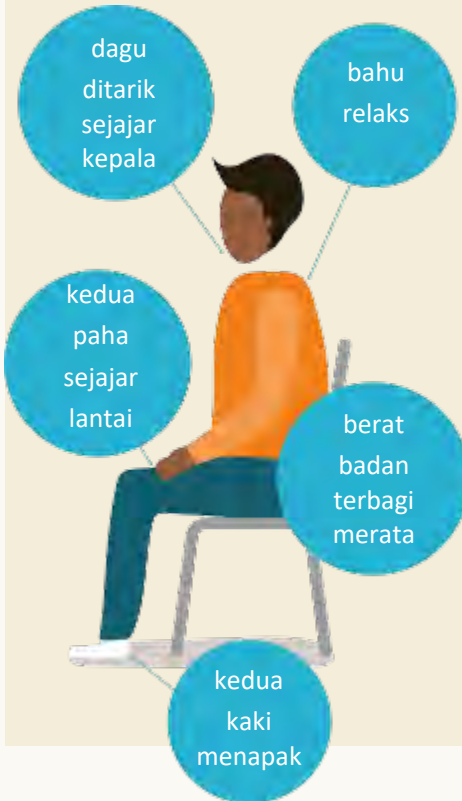 dagu
ditarik
sejajar
kepala
bahu
relaks
kedua
paha
sejajar
lantai
berat
badan
terbagi
merata
kedua
kaki
menapak